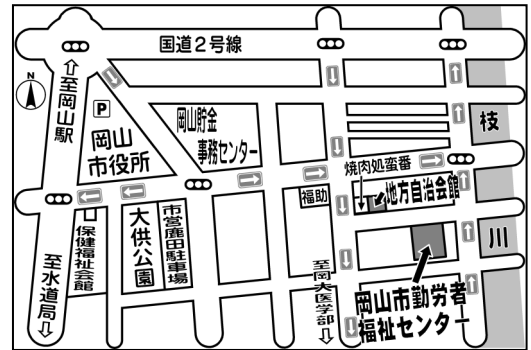 国道2号線
N
⇧至岡山駅
P
岡山
市役所
岡山貯金
事務センター
枝
川
焼肉処蛮番
地方自治会館
福助
保健福祉会館
大供公園
市営鹿田駐車場
至水道局⇩
至岡大医学部⇩
岡山市勤労者
福祉センター